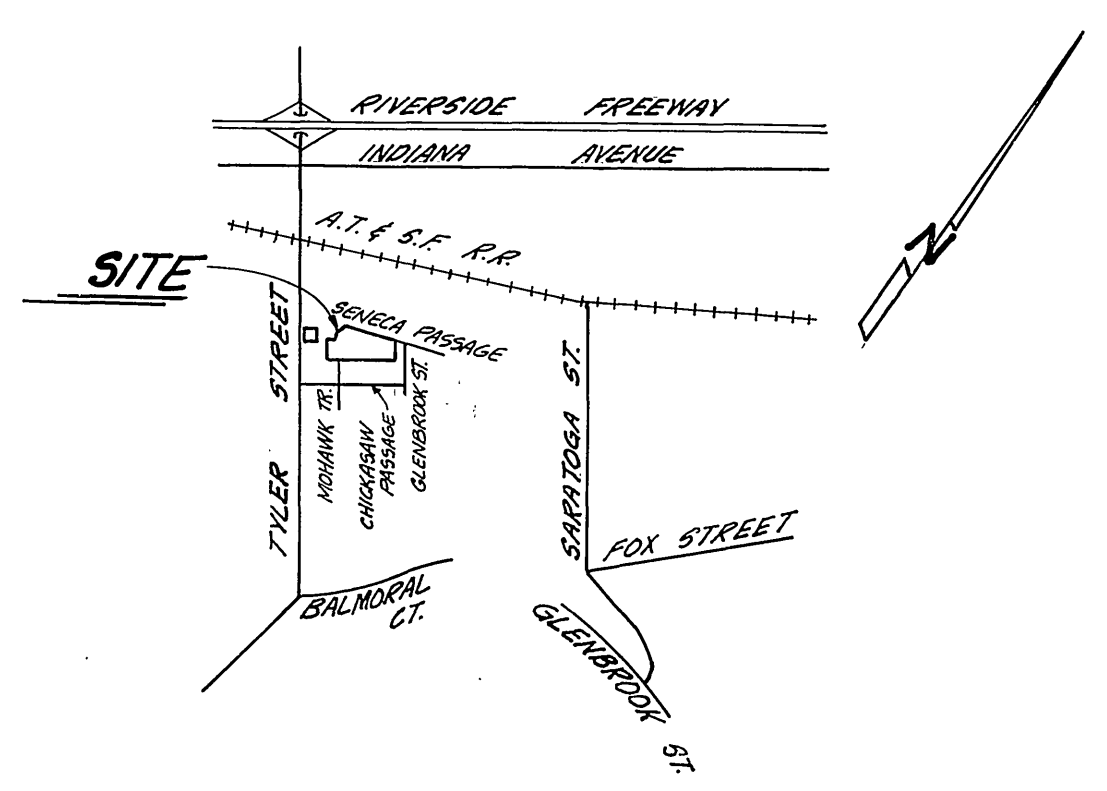 RIVERSIDE FREEWAY
INDIANA AVENUE
A.T. & S.F. R.R.
SITE
SENECA PASSAGE
TYLER STREET
MOHAWK TR.
CHICKASAW
PASSAGE
GLENBROOK ST.
SARATOGA ST.
FOX STREET
BALMORAL
CT.
GLENBROOK ST.
N